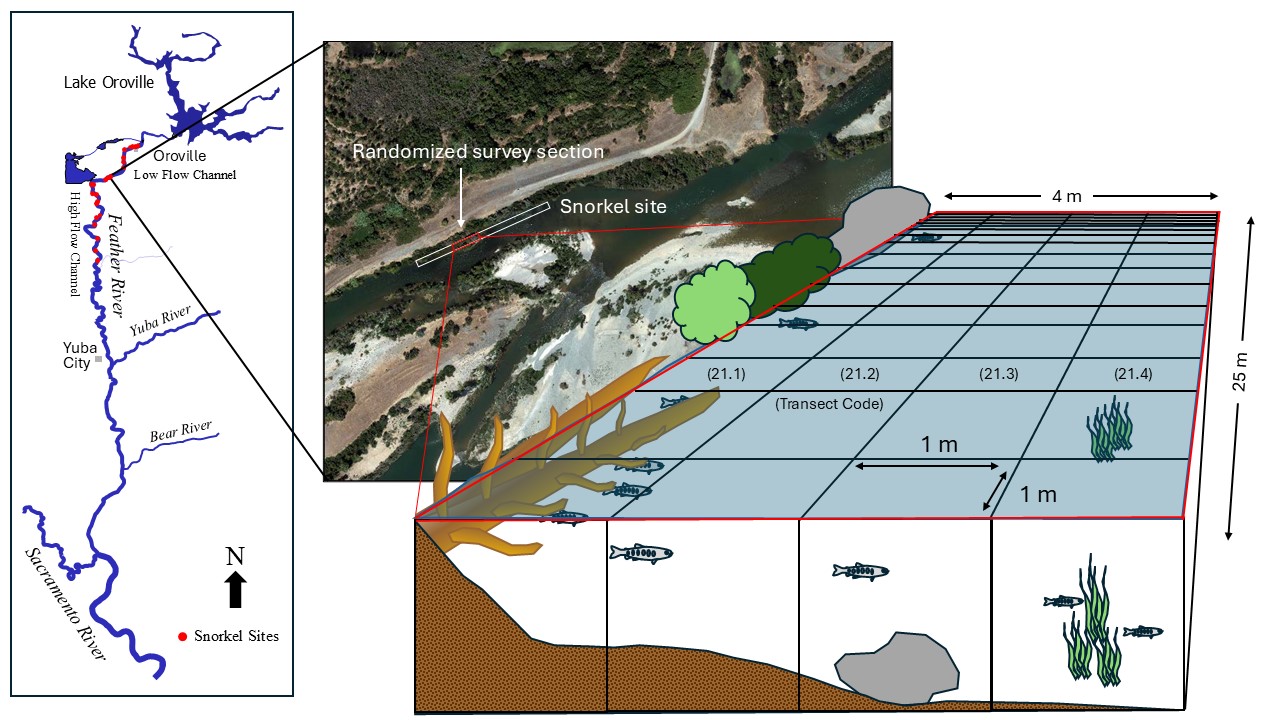 Lake Oroville
Oroville
Low Flow Channel
High Flow Channel
Feather River
Yuba River
Yuba
City
Bear River
Sacramento River
N
Snorkel Sites
Randomized survey section
Snorkel site
4 m
25 m
(21.1)
(21.2)
(21.3)
(21.4)
(Transect Code)
1 m
1 m